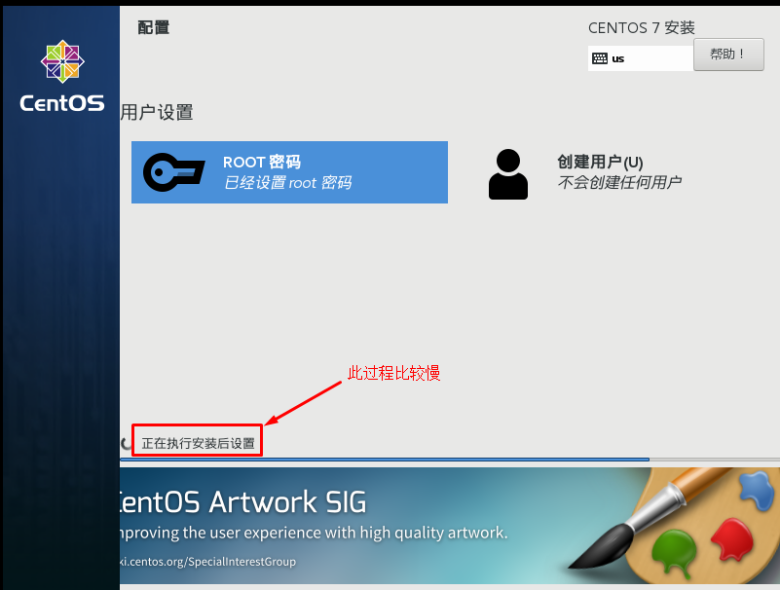 配置
CENTOS 7 安装
us
帮助！
CentOS
用户设置
ROOT 密码
已经设置 root 密码
创建用户(U)
不会创建任何用户
此过程比较慢
正在执行安装后设置
CentOS Artwork SIG
mproving the user experience with high quality artwork.
ki.centos.org/SpecialInterestGroup